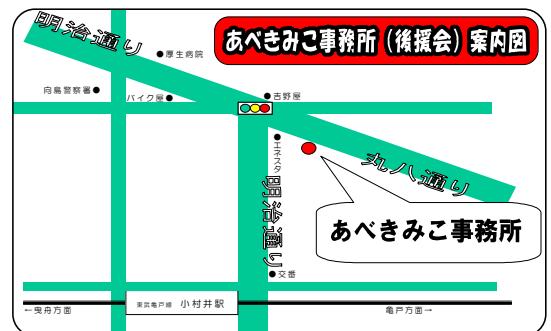 あべきみこ事務所（後援会）案内図
明治通り
●厚生病院
向島警察署●
バイク屋●
●吉野屋
●エネスタ
丸八通り
明治通り
あべきみこ事務所
●交番
東武亀戸線 小村井駅
←曳舟方面
亀戸方面→